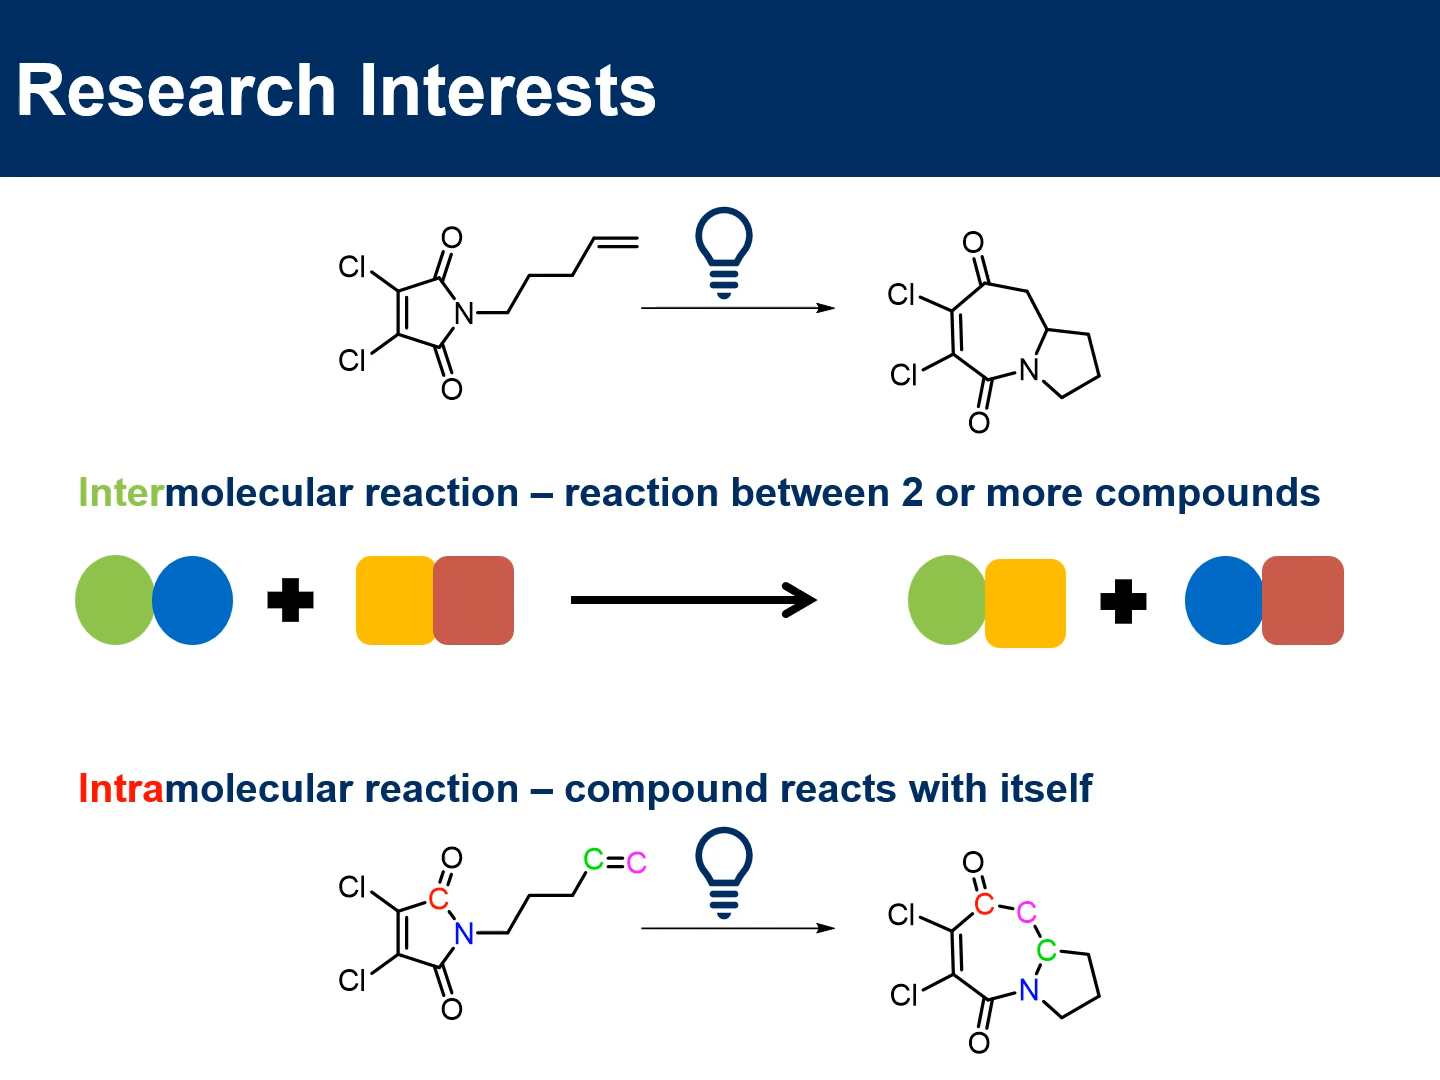 Research Interests
O
Cl
N
Cl
O
O
Cl
Cl
N
O
Intermolecular reaction – reaction between 2 or more compounds
Intramolecular reaction – compound reacts with itself
O
C=C
Cl
C
N
Cl
O
O
C
C
Cl
C
Cl
N
O